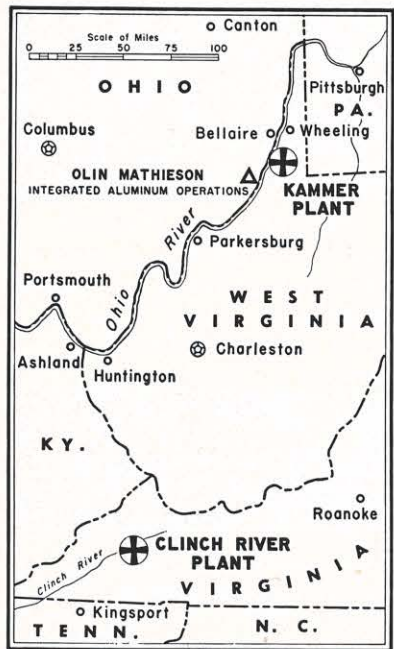 Canton
Scale of Miles
0 25 50 75 100
OHIO
Pittsburgh
PA.
Columbus
Bellaire
Wheeling
OLIN MATHIESON
INTEGRATED ALUMINUM OPERATIONS
KAMMER
PLANT
Ohio River
Parkersburg
Portsmouth
WEST
VIRGINIA
Ashland
Huntington
Charleston
KY.
Roanoke
CLINCH RIVER
PLANT
Clinch River
VIRGINIA
Kingsport
TENN.
N. C.